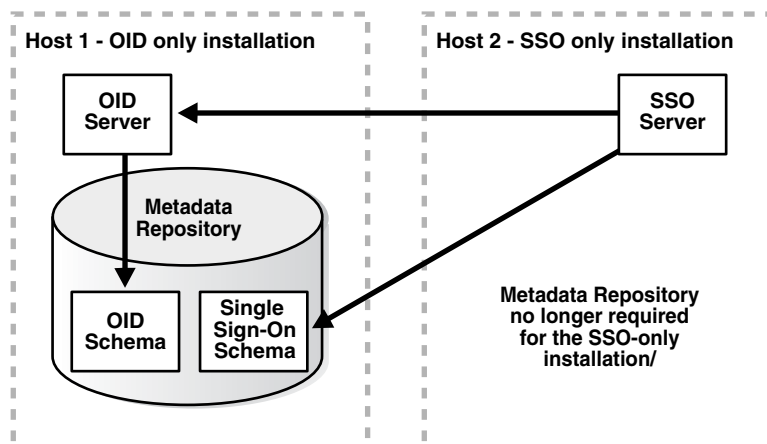 Host 1 - OID only installation
Host 2 - SSO only installation
OID
Server
SSO
Server
Metadata
Repository
OID
Schema
Single
Sign-On
Schema
Metadata Repository
no longer required
for the SSO-only
installation/